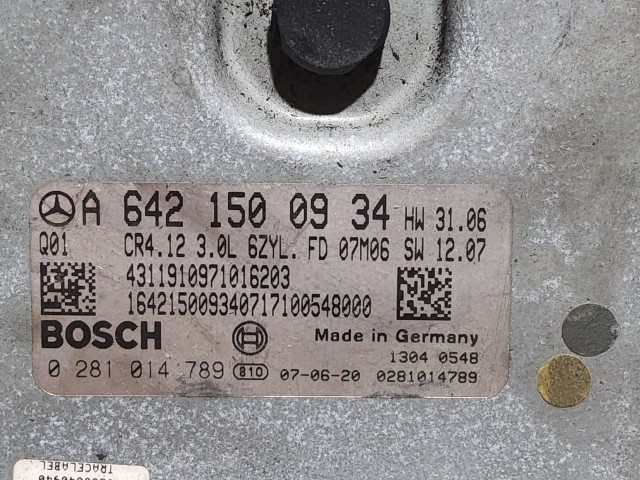 A 642 150 09 34 HW 31.06
Q01 CR4.12 3.0L 6ZYL. FD 07M06 SW 12.07
4311910971016203
164215009340717100548000
BOSCH Made in Germany
1304 0548
0 281 014 789 810 07-06-20 0281014789
TRACELABEL